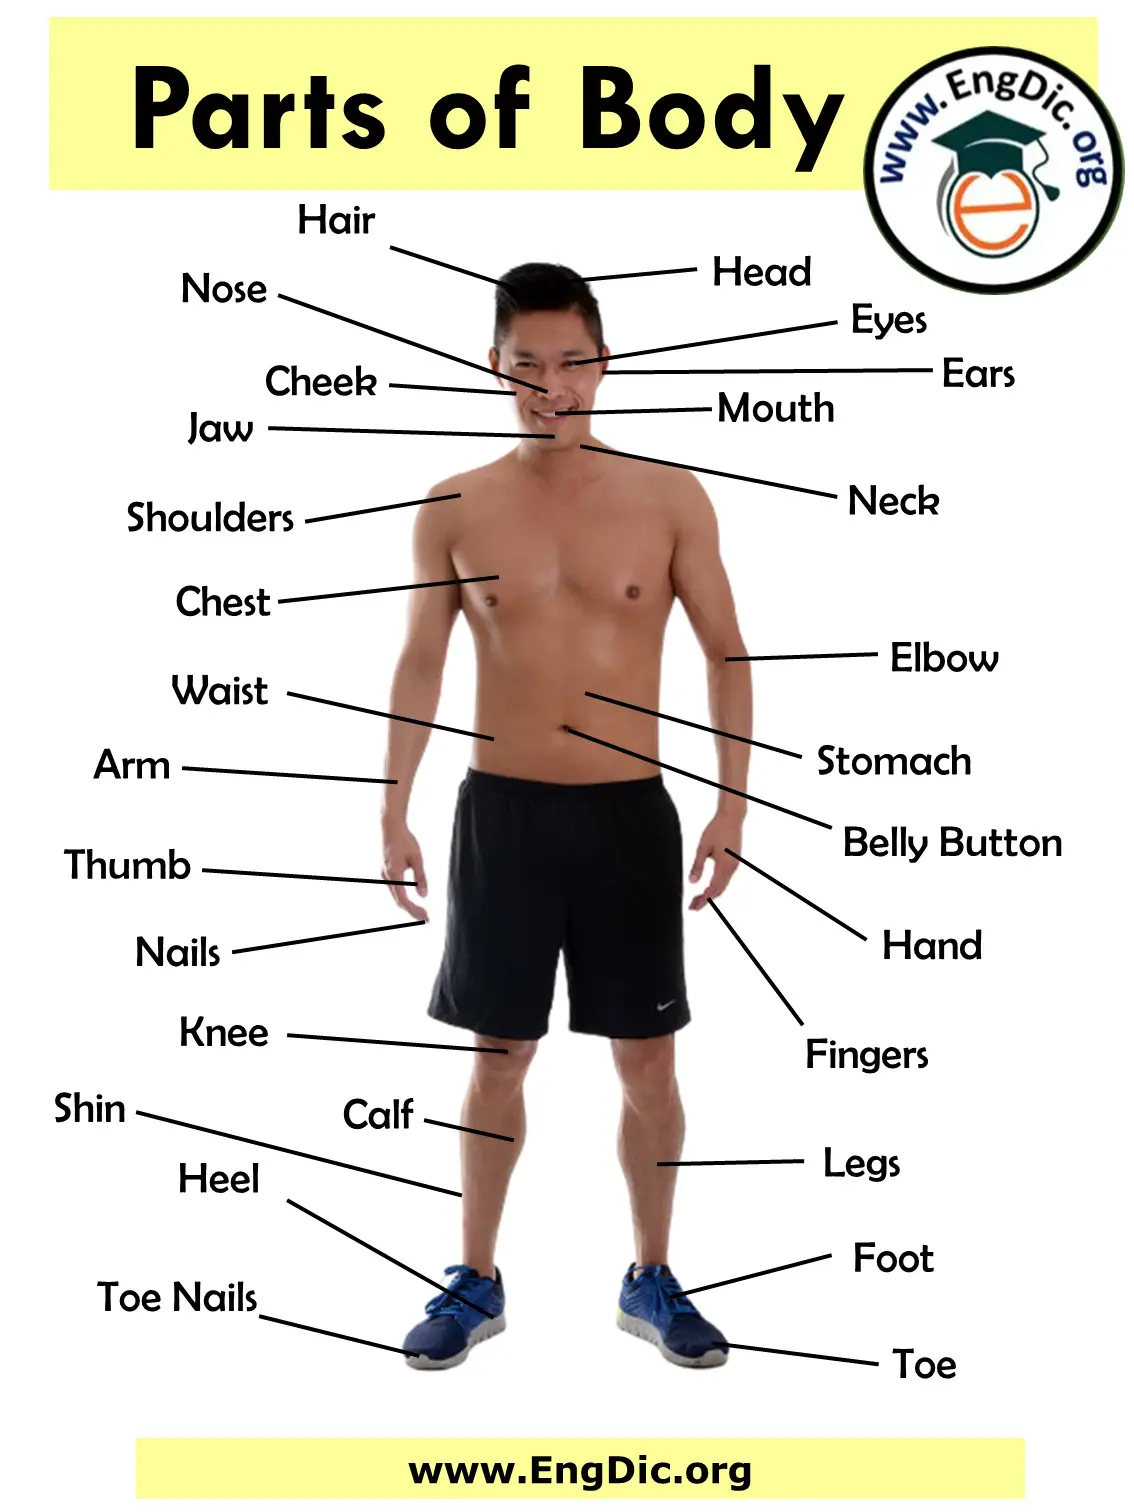 Parts of Body
www.EngDic.org
e
Hair
Head
Nose
Eyes
Ears
Cheek
Mouth
Jaw
Neck
Shoulders
Chest
Elbow
Waist
Stomach
Arm
Belly Button
Thumb
Hand
Nails
Knee
Fingers
Shin
Calf
Legs
Heel
Foot
Toe Nails
Toe
www.EngDic.org